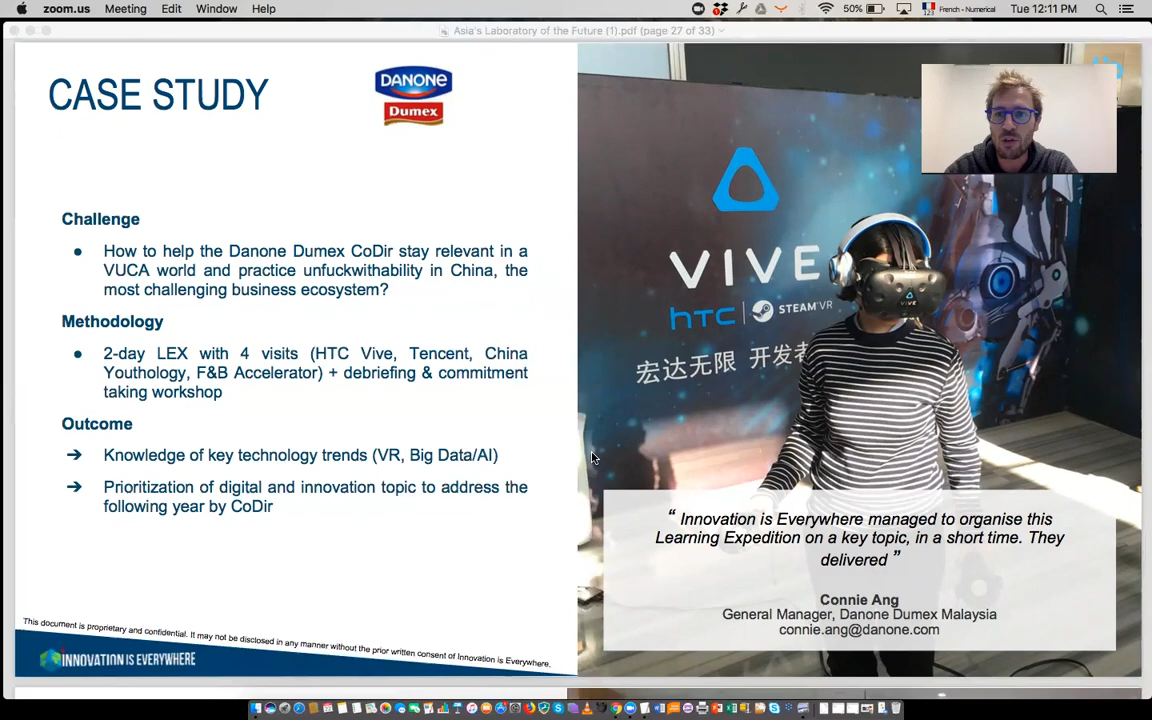 zoom.us Meeting Edit Window Help
50% French - Numerical Tue 12:11 PM
Asia's Laboratory of the Future (1).pdf (page 27 of 33)
CASE STUDY
DANONE
Dumex
Challenge
● How to help the Danone Dumex CoDir stay relevant in a
VUCA world and practice unfuckwithability in China, the
most challenging business ecosystem?
Methodology
● 2-day LEX with 4 visits (HTC Vive, Tencent, China
Youthology, F&B Accelerator) + debriefing & commitment
taking workshop
Outcome
➔ Knowledge of key technology trends (VR, Big Data/AI)
➔ Prioritization of digital and innovation topic to address the
following year by CoDir
This document is proprietary and confidential. It may not be disclosed in any manner without the prior written consent of Innovation is Everywhere.
INNOVATION IS EVERYWHERE
VIVE
hTC | STEAM VR
宏达无限 开发者
VIVE
“ Innovation is Everywhere managed to organise this
Learning Expedition on a key topic, in a short time. They
delivered ”
Connie Ang
General Manager, Danone Dumex Malaysia
connie.ang@danone.com